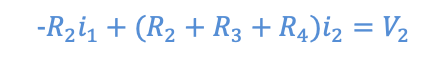 -R₂i₁ + (R₂ + R₃ + R₄)i₂ = V₂